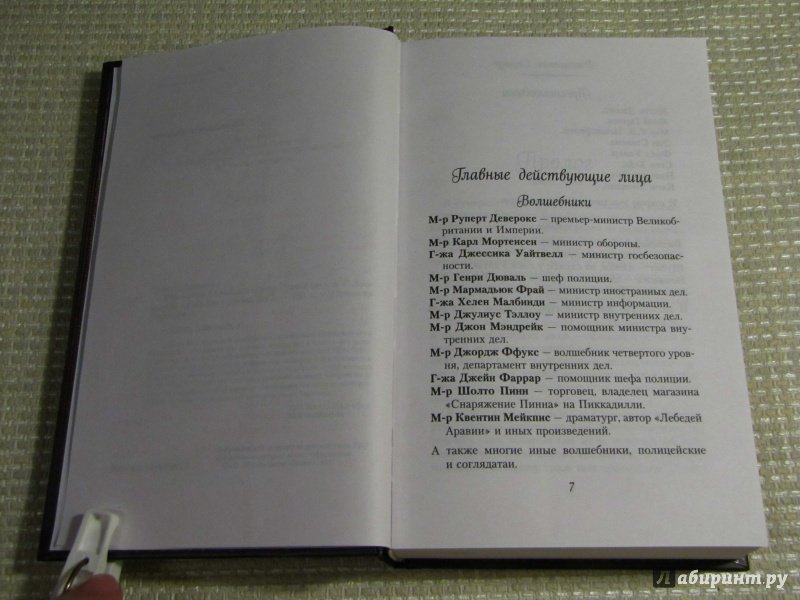 Главные действующие лица
Волшебники
М-р Руперт Деверокс — премьер-министр Великоб-
ритании и Империи.
М-р Карл Мортенсен — министр обороны.
Г-жа Джессика Уайтвелл — министр госбезопас-
ности.
М-р Генри Дюваль — шеф полиции.
М-р Мармадьюк Фрай — министр иностранных дел.
Г-жа Хелен Малбинди — министр информации.
М-р Джулиус Тэллоу — министр внутренних дел.
М-р Джон Мэндрейк — помощник министра вну-
тренних дел.
М-р Джордж Ффукс — волшебник четвертого уров-
ня, департамент внутренних дел.
Г-жа Джейн Фаррар — помощник шефа полиции.
М-р Шолто Пинн — торговец, владелец магазина
«Снаряжение Пинна» на Пиккадилли.
М-р Квентин Мейкпис — драматург, автор «Лебедей
Аравии» и иных произведений.
А также многие иные волшебники, полицейские
и соглядатаи.
7
Лабиринт.ру